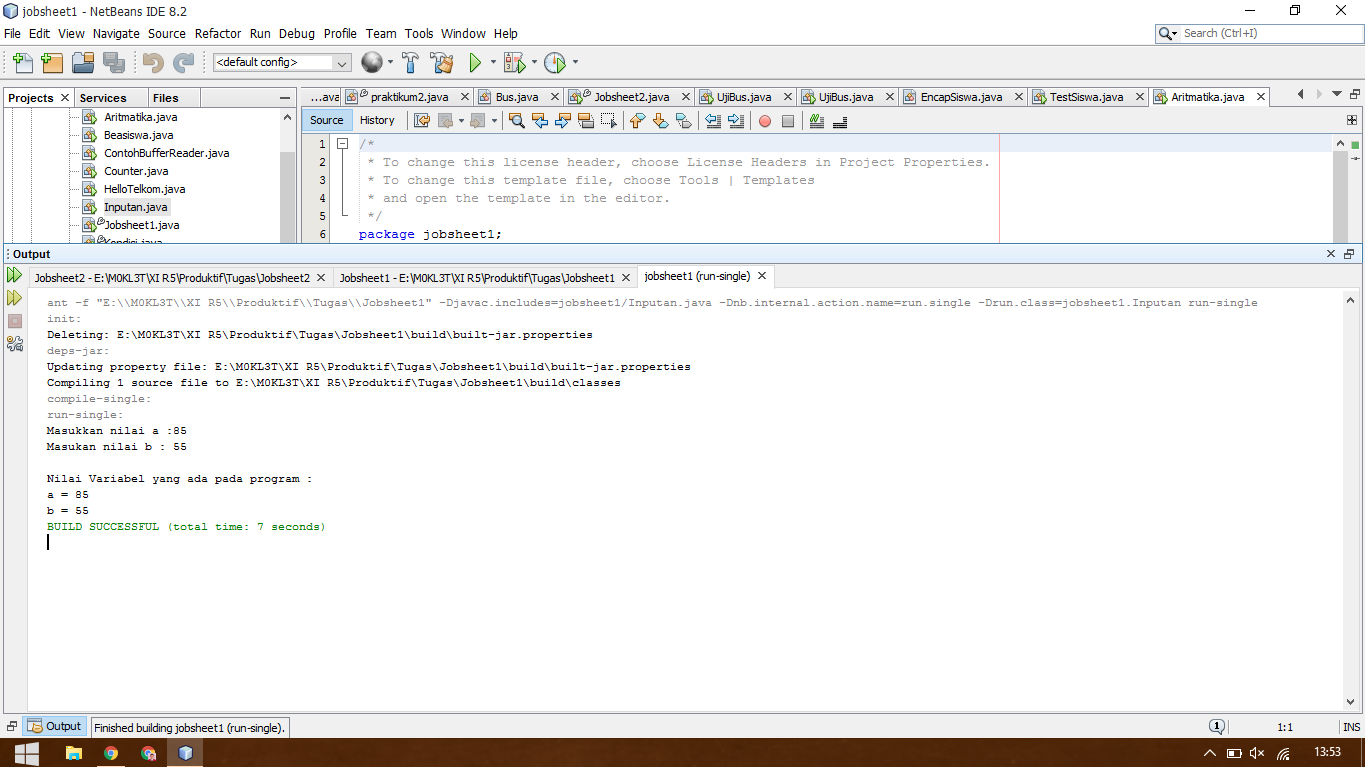 jobsheet1 - NetBeans IDE 8.2
File Edit View Navigate Source Refactor Run Debug Profile Team Tools Window Help
Search (Ctrl+I)
<default config>
Projects Services Files
...ava praktikum2.java Bus.java Jobsheet2.java UjiBus.java UjiBus.java EncapSiswa.java TestSiswa.java Aritmatika.java
Aritmatika.java
Beasiswa.java
ContohBufferReader.java
Counter.java
HelloTelkom.java
Inputan.java
Jobsheet1.java
Kondisi.java
Source History
1 /*
2 * To change this license header, choose License Headers in Project Properties.
3 * To change this template file, choose Tools | Templates
4 * and open the template in the editor.
5 */
6 package jobsheet1;
Output
Jobsheet2 - E:\M0KL3T\XI R5\Produktif\Tugas\Jobsheet2 Jobsheet1 - E:\M0KL3T\XI R5\Produktif\Tugas\Jobsheet1 jobsheet1 (run-single)
ant -f "E:\\M0KL3T\\XI R5\\Produktif\\Tugas\\Jobsheet1" -Djavac.includes=jobsheet1/Inputan.java -Dnb.internal.action.name=run.single -Drun.class=jobsheet1.Inputan run-single
init:
Deleting: E:\M0KL3T\XI R5\Produktif\Tugas\Jobsheet1\build\built-jar.properties
deps-jar:
Updating property file: E:\M0KL3T\XI R5\Produktif\Tugas\Jobsheet1\build\built-jar.properties
Compiling 1 source file to E:\M0KL3T\XI R5\Produktif\Tugas\Jobsheet1\build\classes
compile-single:
run-single:
Masukkan nilai a :85
Masukan nilai b : 55
Nilai Variabel yang ada pada program :
a = 85
b = 55
BUILD SUCCESSFUL (total time: 7 seconds)
Output
Finished building jobsheet1 (run-single).
1
1:1
INS
13:53